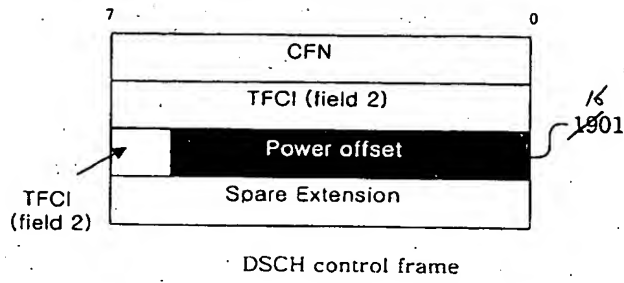 7 0
CFN
TFCI (field 2)
16
1901
Power offset
TFCI
(field 2)
Spare Extension
DSCH control frame